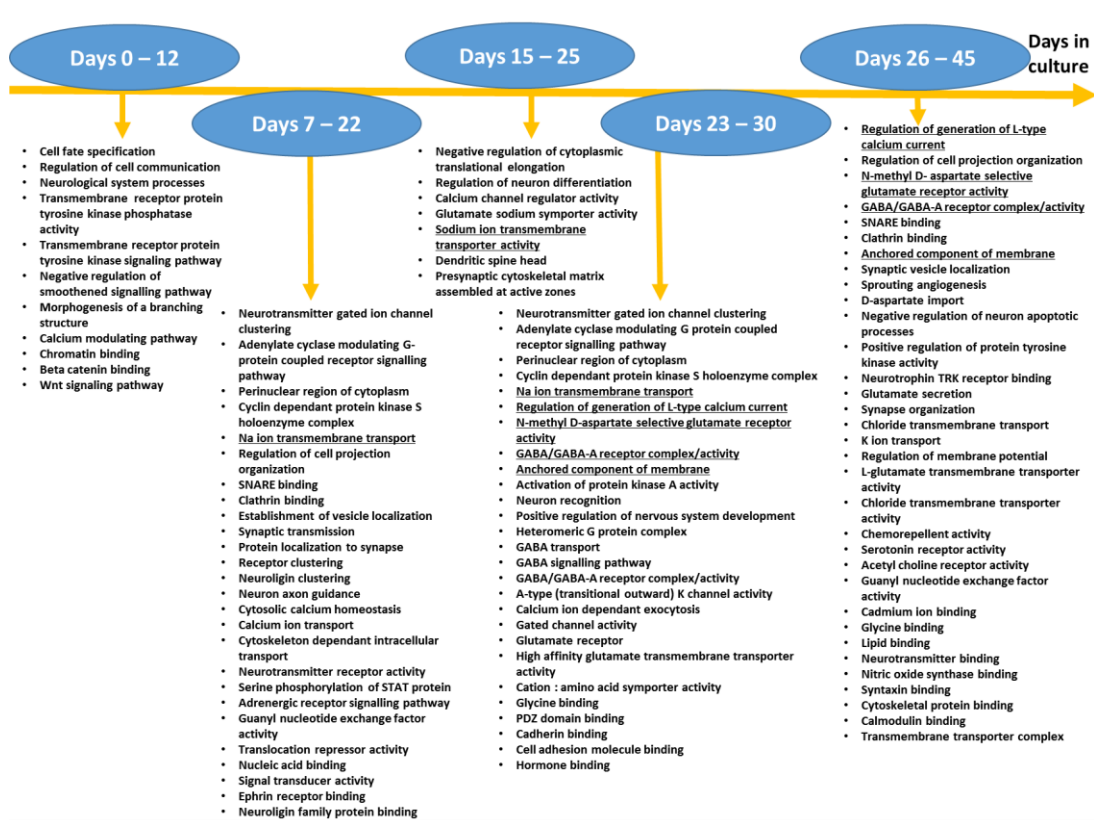 Days 0 – 12
Days 15 – 25
Days 26 – 45
Days in
culture
Days 7 – 22
Days 23 – 30
• Cell fate specification
• Regulation of cell communication
• Neurological system processes
• Transmembrane receptor protein
tyrosine kinase phosphatase
activity
• Transmembrane receptor protein
tyrosine kinase signaling pathway
• Negative regulation of
smoothened signalling pathway
• Morphogenesis of a branching
structure
• Calcium modulating pathway
• Chromatin binding
• Beta catenin binding
• Wnt signaling pathway
• Neurotransmitter gated ion channel
clustering
• Adenylate cyclase modulating G-
protein coupled receptor signalling
pathway
• Perinuclear region of cytoplasm
• Cyclin dependant protein kinase S
holoenzyme complex
• Na ion transmembrane transport
• Regulation of cell projection
organization
• SNARE binding
• Clathrin binding
• Establishment of vesicle localization
• Synaptic transmission
• Protein localization to synapse
• Receptor clustering
• Neuroligin clustering
• Neuron axon guidance
• Cytosolic calcium homeostasis
• Calcium ion transport
• Cytoskeleton dependant intracellular
transport
• Neurotransmitter receptor activity
• Serine phosphorylation of STAT protein
• Adrenergic receptor signalling pathway
• Guanyl nucleotide exchange factor
activity
• Translocation repressor activity
• Nucleic acid binding
• Signal transducer activity
• Ephrin receptor binding
• Neuroligin family protein binding
• Negative regulation of cytoplasmic
translational elongation
• Regulation of neuron differentiation
• Calcium channel regulator activity
• Glutamate sodium symporter activity
• Sodium ion transmembrane
transporter activity
• Dendritic spine head
• Presynaptic cytoskeletal matrix
assembled at active zones
• Neurotransmitter gated ion channel clustering
• Adenylate cyclase modulating G protein coupled
receptor signalling pathway
• Perinuclear region of cytoplasm
• Cyclin dependant protein kinase S holoenzyme complex
• Na ion transmembrane transport
• Regulation of generation of L-type calcium current
• N-methyl D-aspartate selective glutamate receptor
activity
• GABA/GABA-A receptor complex/activity
• Anchored component of membrane
• Activation of protein kinase A activity
• Neuron recognition
• Positive regulation of nervous system development
• Heteromeric G protein complex
• GABA transport
• GABA signalling pathway
• GABA/GABA-A receptor complex/activity
• A-type (transitional outward) K channel activity
• Calcium ion dependant exocytosis
• Gated channel activity
• Glutamate receptor
• High affinity glutamate transmembrane transporter
activity
• Cation : amino acid symporter activity
• Glycine binding
• PDZ domain binding
• Cadherin binding
• Cell adhesion molecule binding
• Hormone binding
• Regulation of generation of L-type
calcium current
• Regulation of cell projection organization
• N-methyl D- aspartate selective
glutamate receptor activity
• GABA/GABA-A receptor complex/activity
• SNARE binding
• Clathrin binding
• Anchored component of membrane
• Synaptic vesicle localization
• Sprouting angiogenesis
• D-aspartate import
• Negative regulation of neuron apoptotic
processes
• Positive regulation of protein tyrosine
kinase activity
• Neurotrophin TRK receptor binding
• Glutamate secretion
• Synapse organization
• Chloride transmembrane transport
• K ion transport
• Regulation of membrane potential
• L-glutamate transmembrane transporter
activity
• Chloride transmembrane transporter
activity
• Chemorepellent activity
• Serotonin receptor activity
• Acetyl choline receptor activity
• Guanyl nucleotide exchange factor
activity
• Cadmium ion binding
• Glycine binding
• Lipid binding
• Neurotransmitter binding
• Nitric oxide synthase binding
• Syntaxin binding
• Cytoskeletal protein binding
• Calmodulin binding
• Transmembrane transporter complex